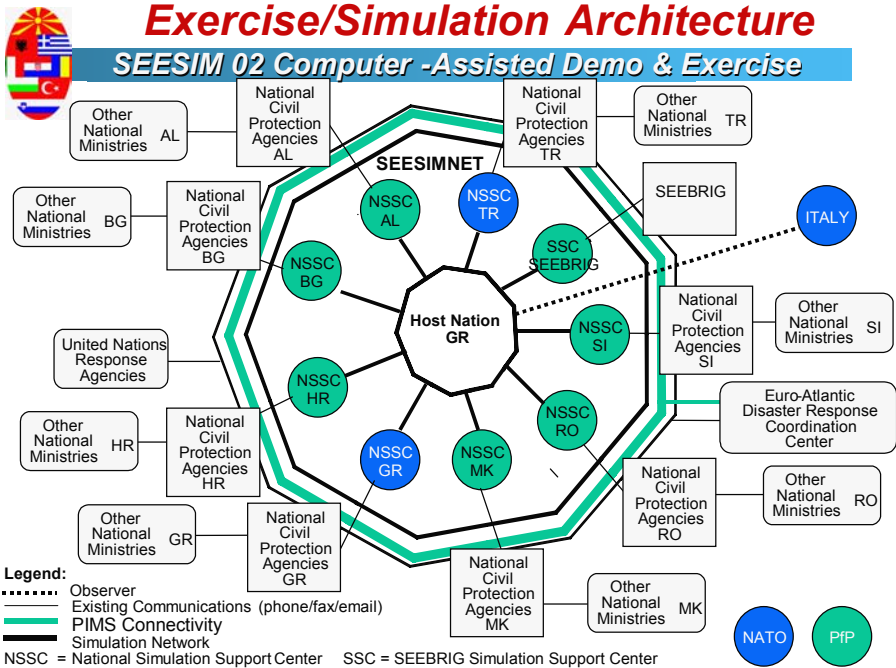 Exercise/Simulation Architecture
SEESIM 02 Computer -Assisted Demo & Exercise
Other
National
Ministries
AL
National
Civil
Protection
Agencies
AL
National
Civil
Protection
Agencies
TR
Other
National
Ministries
TR
SEESIMNET
NSSC
AL
NSSC
TR
SEEBRIG
ITALY
Other
National
Ministries
BG
National
Civil
Protection
Agencies
BG
NSSC
BG
SSC
SEEBRIG
Host Nation
GR
NSSC
SI
National
Civil
Protection
Agencies
SI
Other
National
Ministries
SI
United Nations
Response
Agencies
NSSC
HR
NSSC
RO
Euro-Atlantic
Disaster Response
Coordination
Center
Other
National
Ministries
HR
National
Civil
Protection
Agencies
HR
NSSC
GR
NSSC
MK
National
Civil
Protection
Agencies
RO
Other
National
Ministries
RO
Other
National
Ministries
GR
National
Civil
Protection
Agencies
GR
National
Civil
Protection
Agencies
MK
Other
National
Ministries
MK
Legend:
Observer
Existing Communications (phone/fax/email)
PIMS Connectivity
Simulation Network
NSSC = National Simulation Support Center SSC = SEEBRIG Simulation Support Center
NATO
PfP